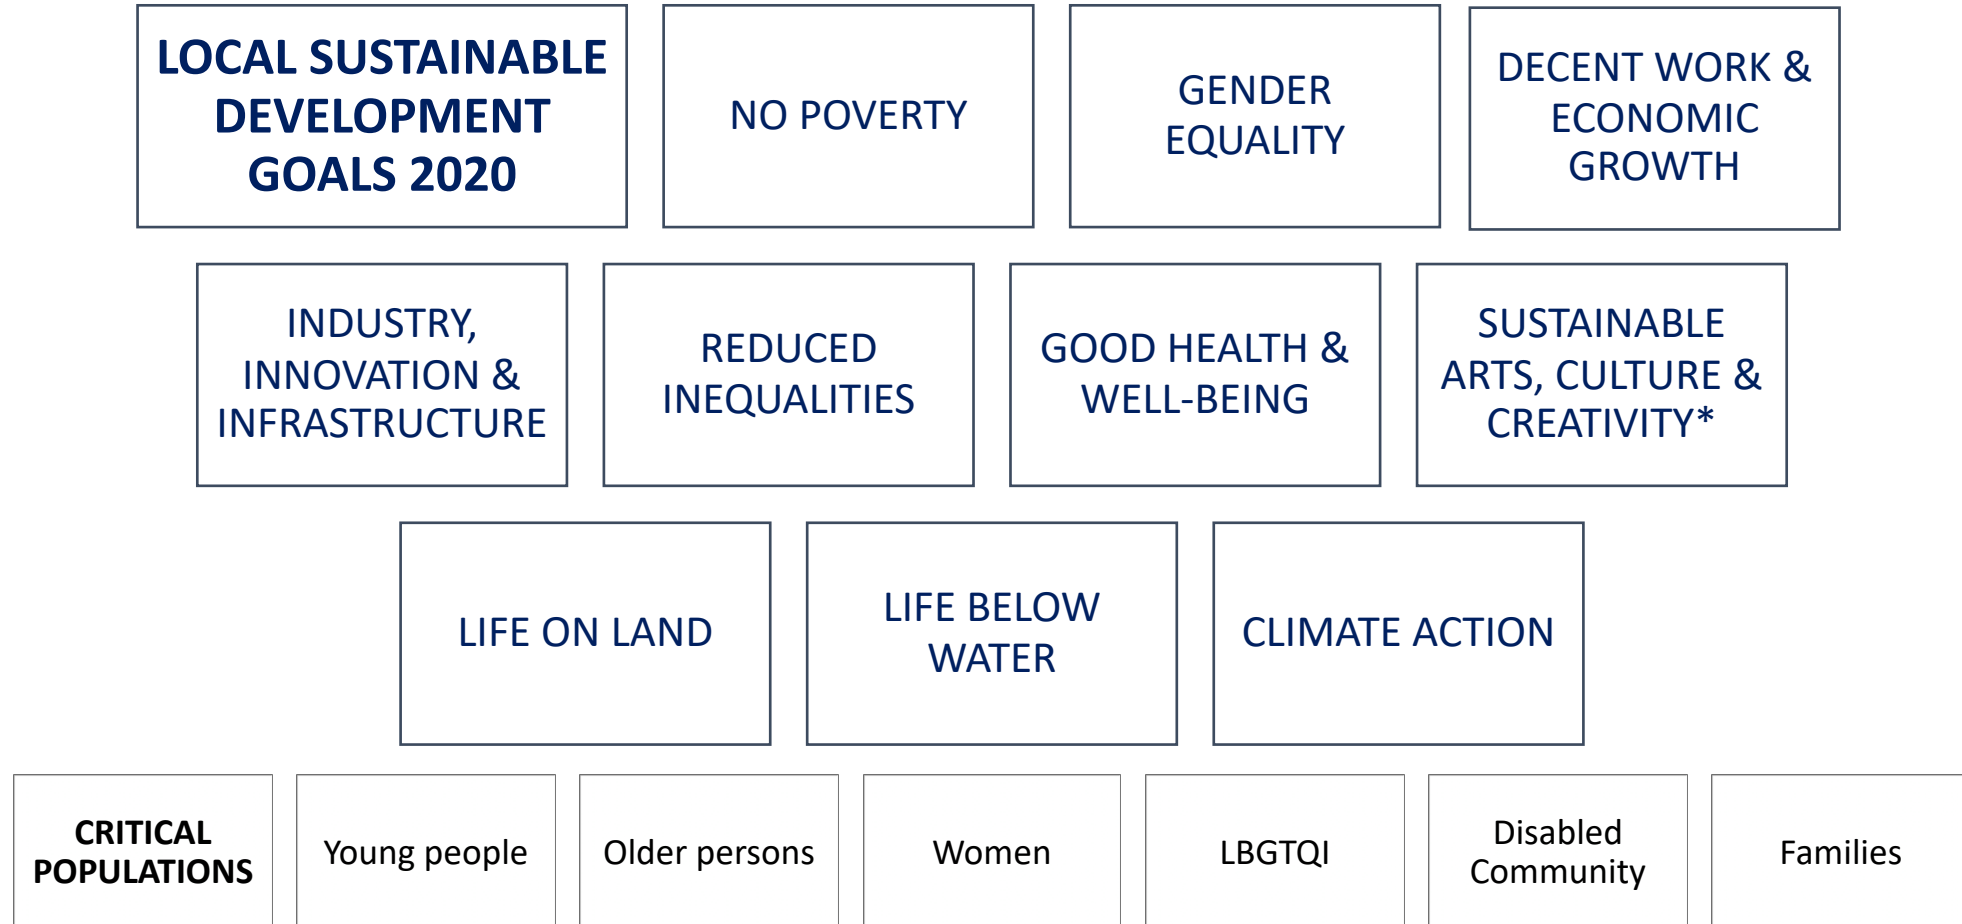 LOCAL SUSTAINABLE
DEVELOPMENT
GOALS 2020
NO POVERTY
GENDER
EQUALITY
DECENT WORK &
ECONOMIC
GROWTH
INDUSTRY,
INNOVATION &
INFRASTRUCTURE
REDUCED
INEQUALITIES
GOOD HEALTH &
WELL-BEING
SUSTAINABLE
ARTS, CULTURE &
CREATIVITY*
LIFE ON LAND
LIFE BELOW
WATER
CLIMATE ACTION
CRITICAL
POPULATIONS
Young people
Older persons
Women
LBGTQI
Disabled
Community
Families